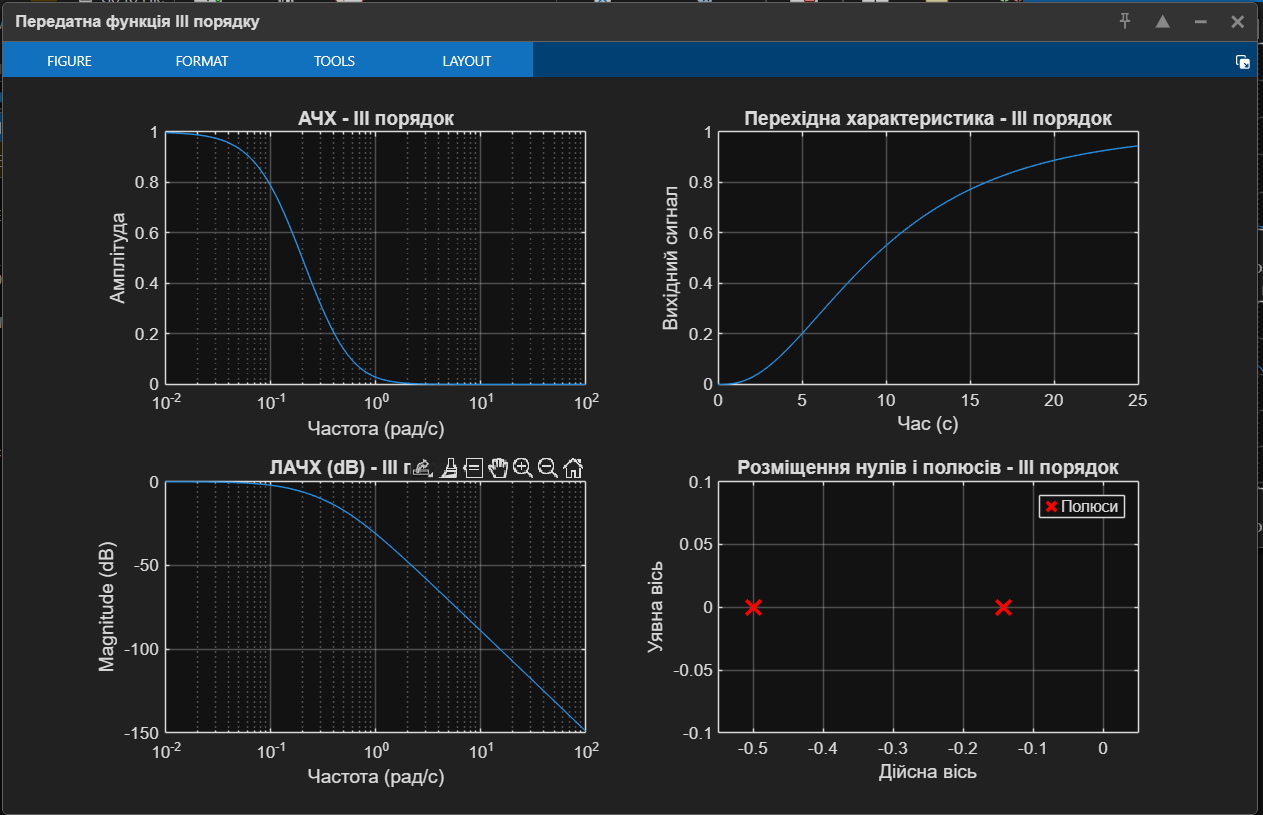 Передатна функція III порядку
FIGURE FORMAT TOOLS LAYOUT
АЧХ - III порядок
Амплітуда
1
0.8
0.6
0.4
0.2
0
10-2 10-1 100 101 102
Частота (рад/с)
Перехідна характеристика - III порядок
Вихідний сигнал
1
0.8
0.6
0.4
0.2
0
0 5 10 15 20 25
Час (с)
ЛАЧХ (dB) - III
Magnitude (dB)
0
-50
-100
-150
10-2 10-1 100 101 102
Частота (рад/с)
Розміщення нулів і полюсів - III порядок
Полюси
Уявна вісь
0.1
0.05
0
-0.05
-0.1
-0.5 -0.4 -0.3 -0.2 -0.1 0
Дійсна вісь